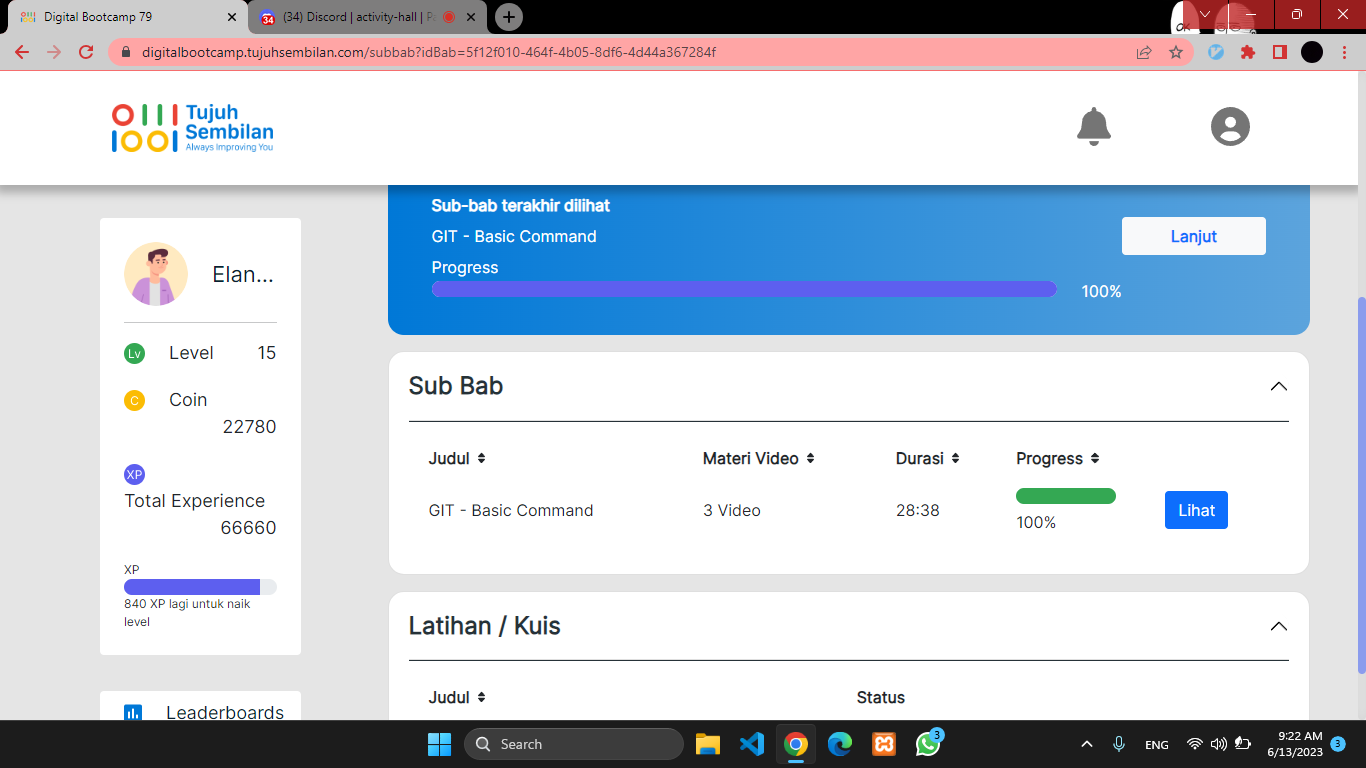 Digital Bootcamp 79
34
(34) Discord | activity-hall |
digitalbootcamp.tujuhsembilan.com/subbab?idBab=5f12f010-464f-4b05-8df6-4d44a367284f
Tujuh
Sembilan
Always Improving You
Sub-bab terakhir dilihat
GIT - Basic Command
Lanjut
Progress
100%
Elan...
Lv Level 15
C Coin
22780
XP
Total Experience
66660
XP
840 XP lagi untuk naik
level
Leaderboards
Sub Bab
Judul Materi Video Durasi Progress
GIT - Basic Command 3 Video 28:38 100% Lihat
Latihan / Kuis
Judul Status
Search
3
ENG
9:22 AM
6/13/2023
3